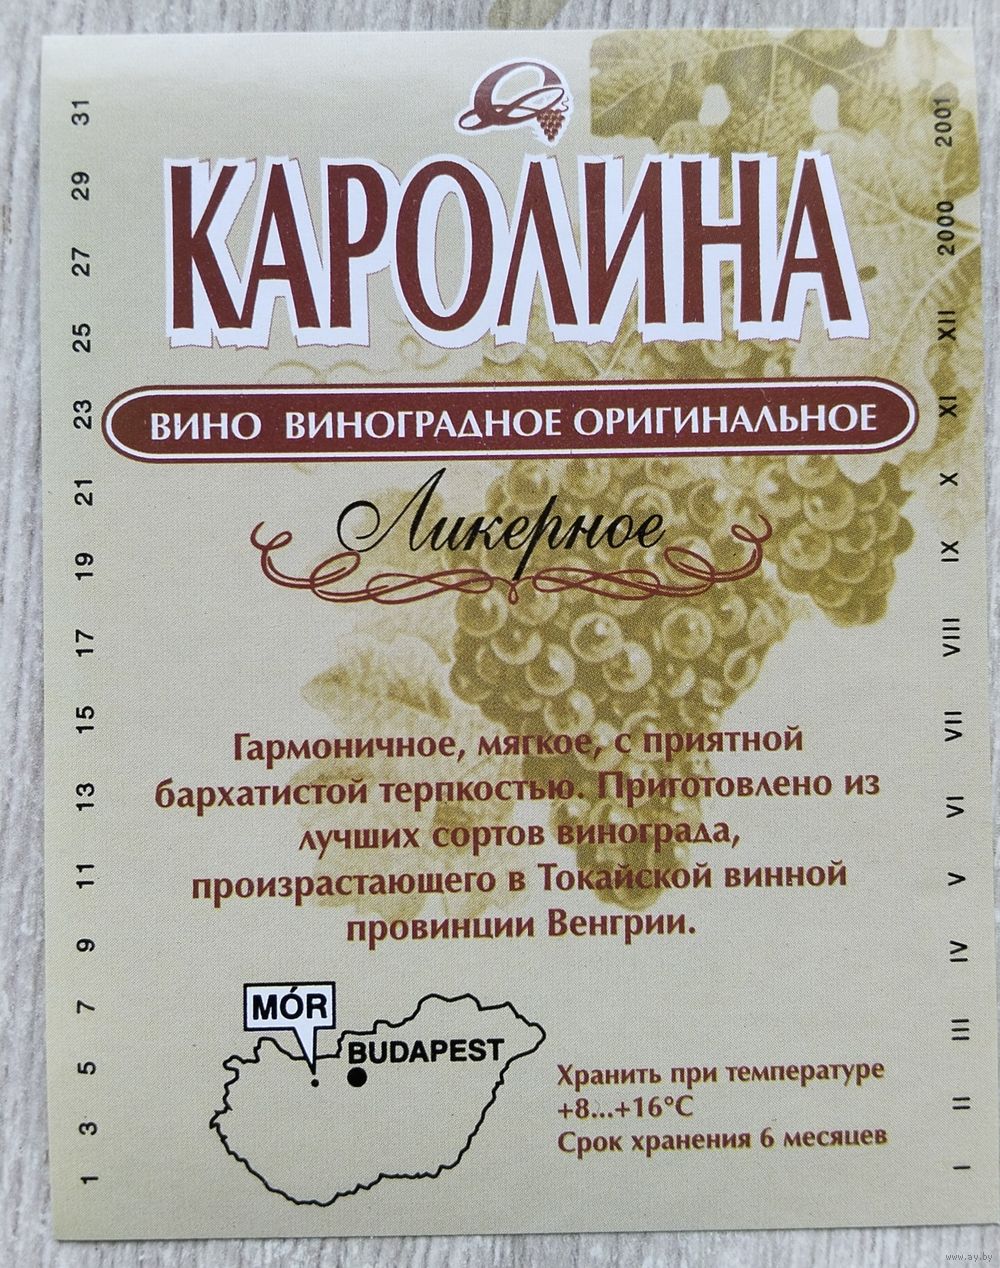 КАРОЛИНА
ВИНО ВИНОГРАДНОЕ ОРИГИНАЛЬНОЕ
Ликерное
Гармоничное, мягкое, с приятной
бархатистой терпкостью. Приготовлено из
лучших сортов винограда,
произрастающего в Токайской винной
провинции Венгрии.
MÓR
BUDAPEST
Хранить при температуре
+8...+16°C
Срок хранения 6 месяцев
1 3 5 7 9 11 13 15 17 19 21 23 25 27 29 31
I II III IV V VI VII VIII IX X XI XII 2000 2001
www.ay.by